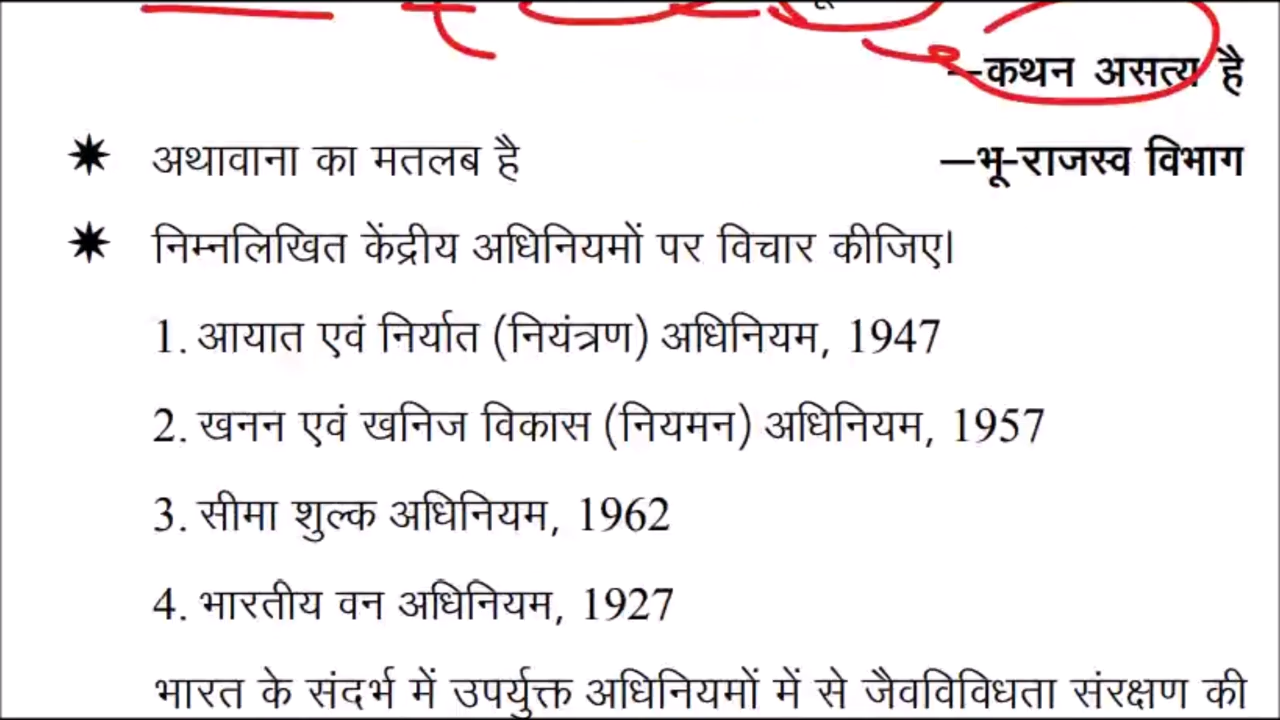 —कथन असत्य है
✷ अथावाना का मतलब है —भू-राजस्व विभाग
✷ निम्नलिखित केंद्रीय अधिनियमों पर विचार कीजिए।
1. आयात एवं निर्यात (नियंत्रण) अधिनियम, 1947
2. खनन एवं खनिज विकास (नियमन) अधिनियम, 1957
3. सीमा शुल्क अधिनियम, 1962
4. भारतीय वन अधिनियम, 1927
भारत के संदर्भ में उपर्युक्त अधिनियमों में से जैवविविधता संरक्षण की